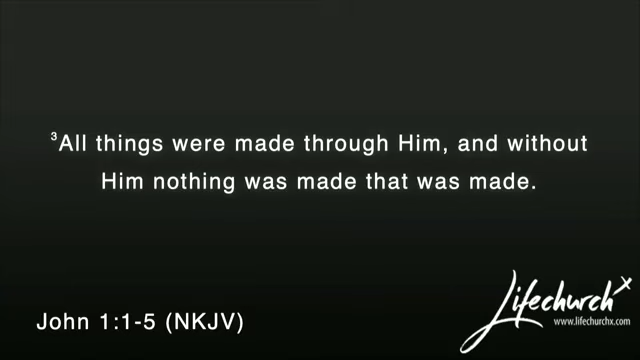 ³All things were made through Him, and without
Him nothing was made that was made.
John 1:1-5 (NKJV)
Lifechurchx
www.lifechurchx.com